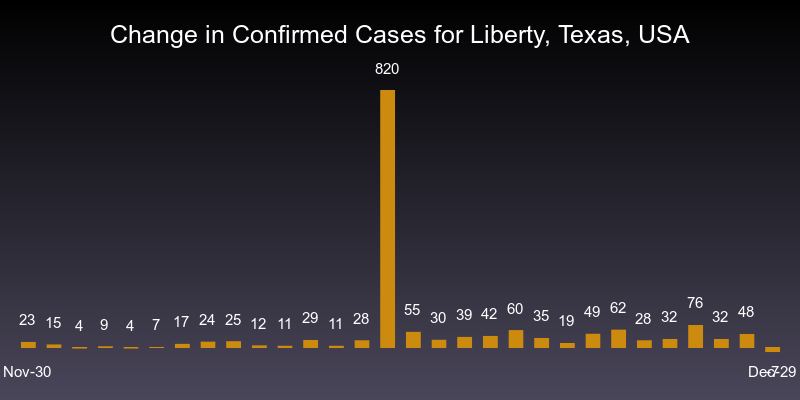 Change in Confirmed Cases for Liberty, Texas, USA
820
23 15 4 9 4 7 17 24 25 12 11 29 11 28 55 30 39 42 60 35 19 49 62 28 32 76 32 48
Nov-30 Dec-29